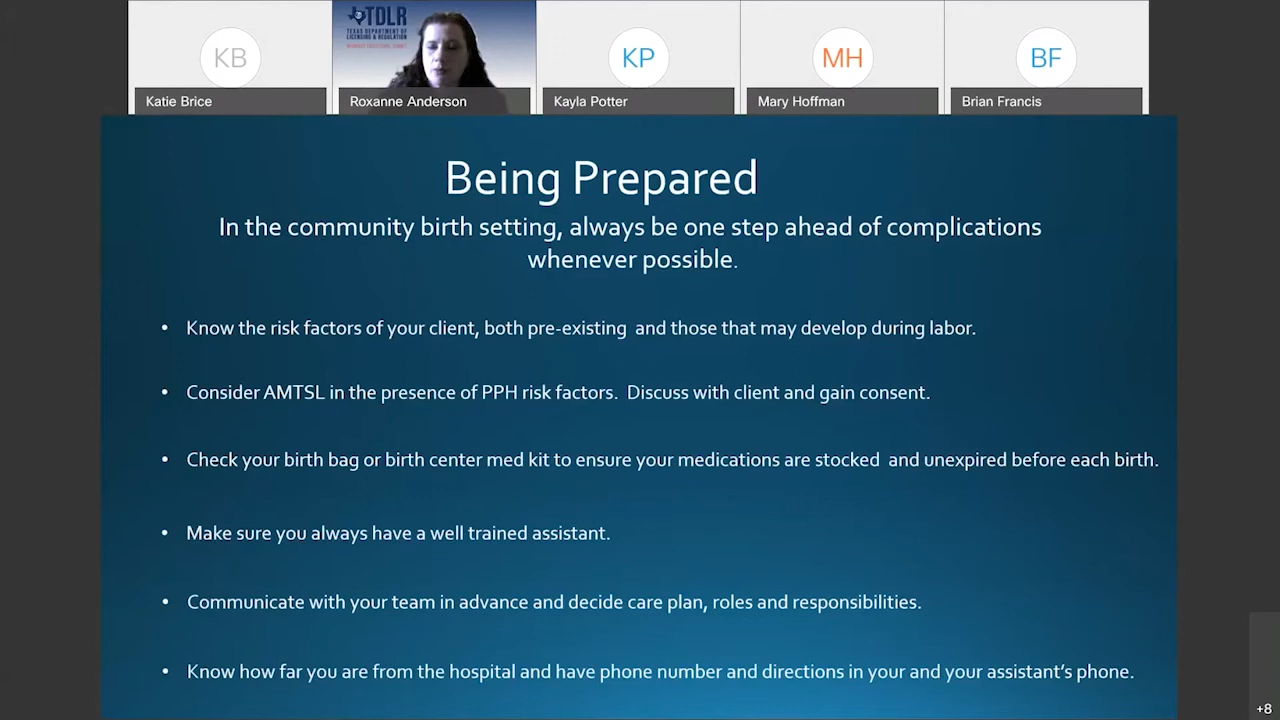 KB
Katie Brice
TDLR
TEXAS DEPARTMENT OF
LICENSING & REGULATION
Roxanne Anderson
KP
Kayla Potter
MH
Mary Hoffman
BF
Brian Francis
Being Prepared
In the community birth setting, always be one step ahead of complications
whenever possible.
• Know the risk factors of your client, both pre-existing and those that may develop during labor.
• Consider AMTSL in the presence of PPH risk factors. Discuss with client and gain consent.
• Check your birth bag or birth center med kit to ensure your medications are stocked and unexpired before each birth.
• Make sure you always have a well trained assistant.
• Communicate with your team in advance and decide care plan, roles and responsibilities.
• Know how far you are from the hospital and have phone number and directions in your and your assistant's phone.
+8